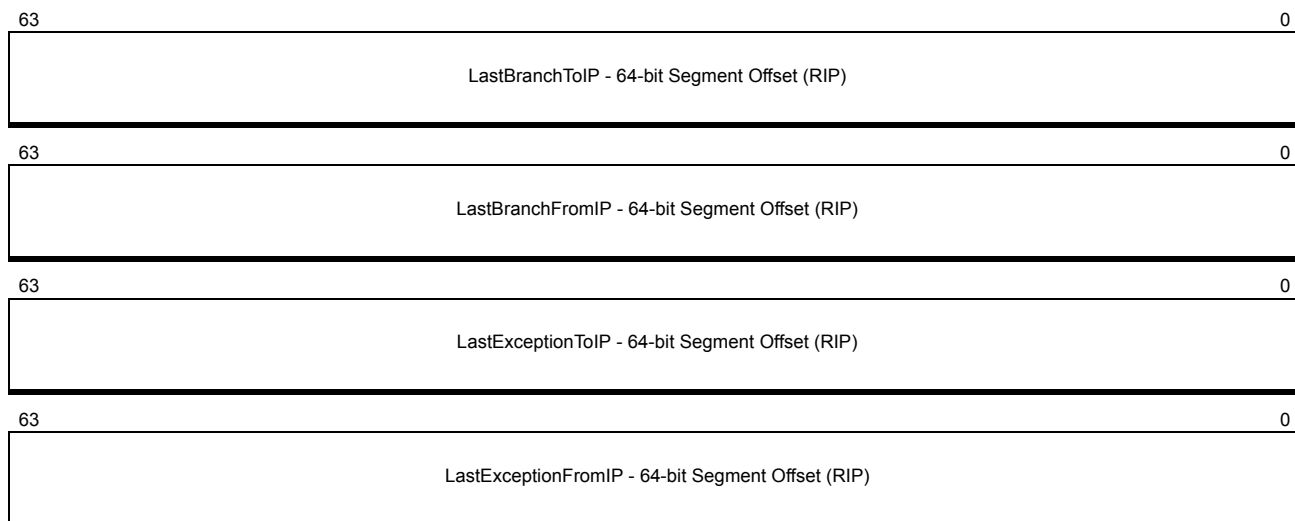 63 0
LastBranchToIP - 64-bit Segment Offset (RIP)
63 0
LastBranchFromIP - 64-bit Segment Offset (RIP)
63 0
LastExceptionToIP - 64-bit Segment Offset (RIP)
63 0
LastExceptionFromIP - 64-bit Segment Offset (RIP)